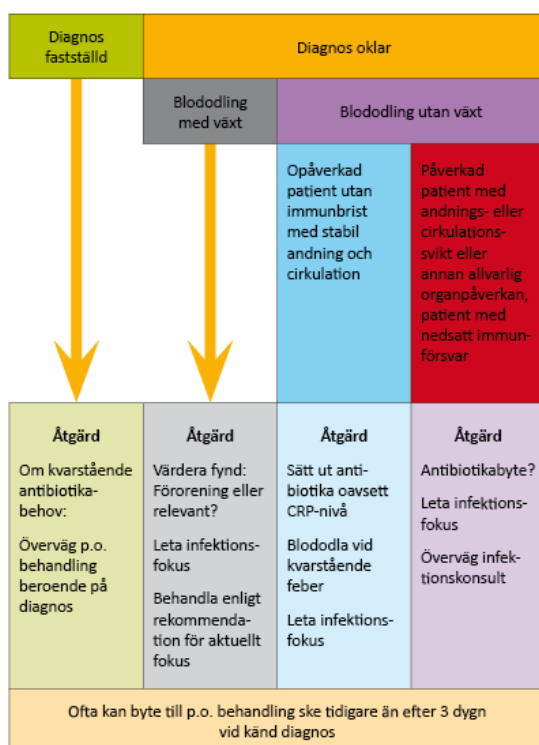 Diagnos
fastställd
Diagnos oklar
Blododling
med växt
Blododling utan växt
Opåverkad
patient utan
immunbrist
med stabil
andning och
cirkulation
Påverkad
patient med
andnings- eller
cirkulations-
svikt eller
annan allvarlig
organpåverkan,
patient med
nedsatt immun-
försvar
Åtgärd
Om kvarstående
antibiotika-
behov:
Överväg p.o.
behandling
beroende på
diagnos
Åtgärd
Värdera fynd:
Förorening eller
relevant?
Leta infektions-
fokus
Behandla enligt
rekommenda-
tion för aktuellt
fokus
Åtgärd
Sätt ut anti-
biotika oavsett
CRP-nivå
Blododla vid
kvarstående
feber
Leta infektions-
fokus
Åtgärd
Antibiotikabyte?
Leta infektions-
fokus
Överväg infek-
tionskonsult
Ofta kan byte till p.o. behandling ske tidigare än efter 3 dygn
vid känd diagnos